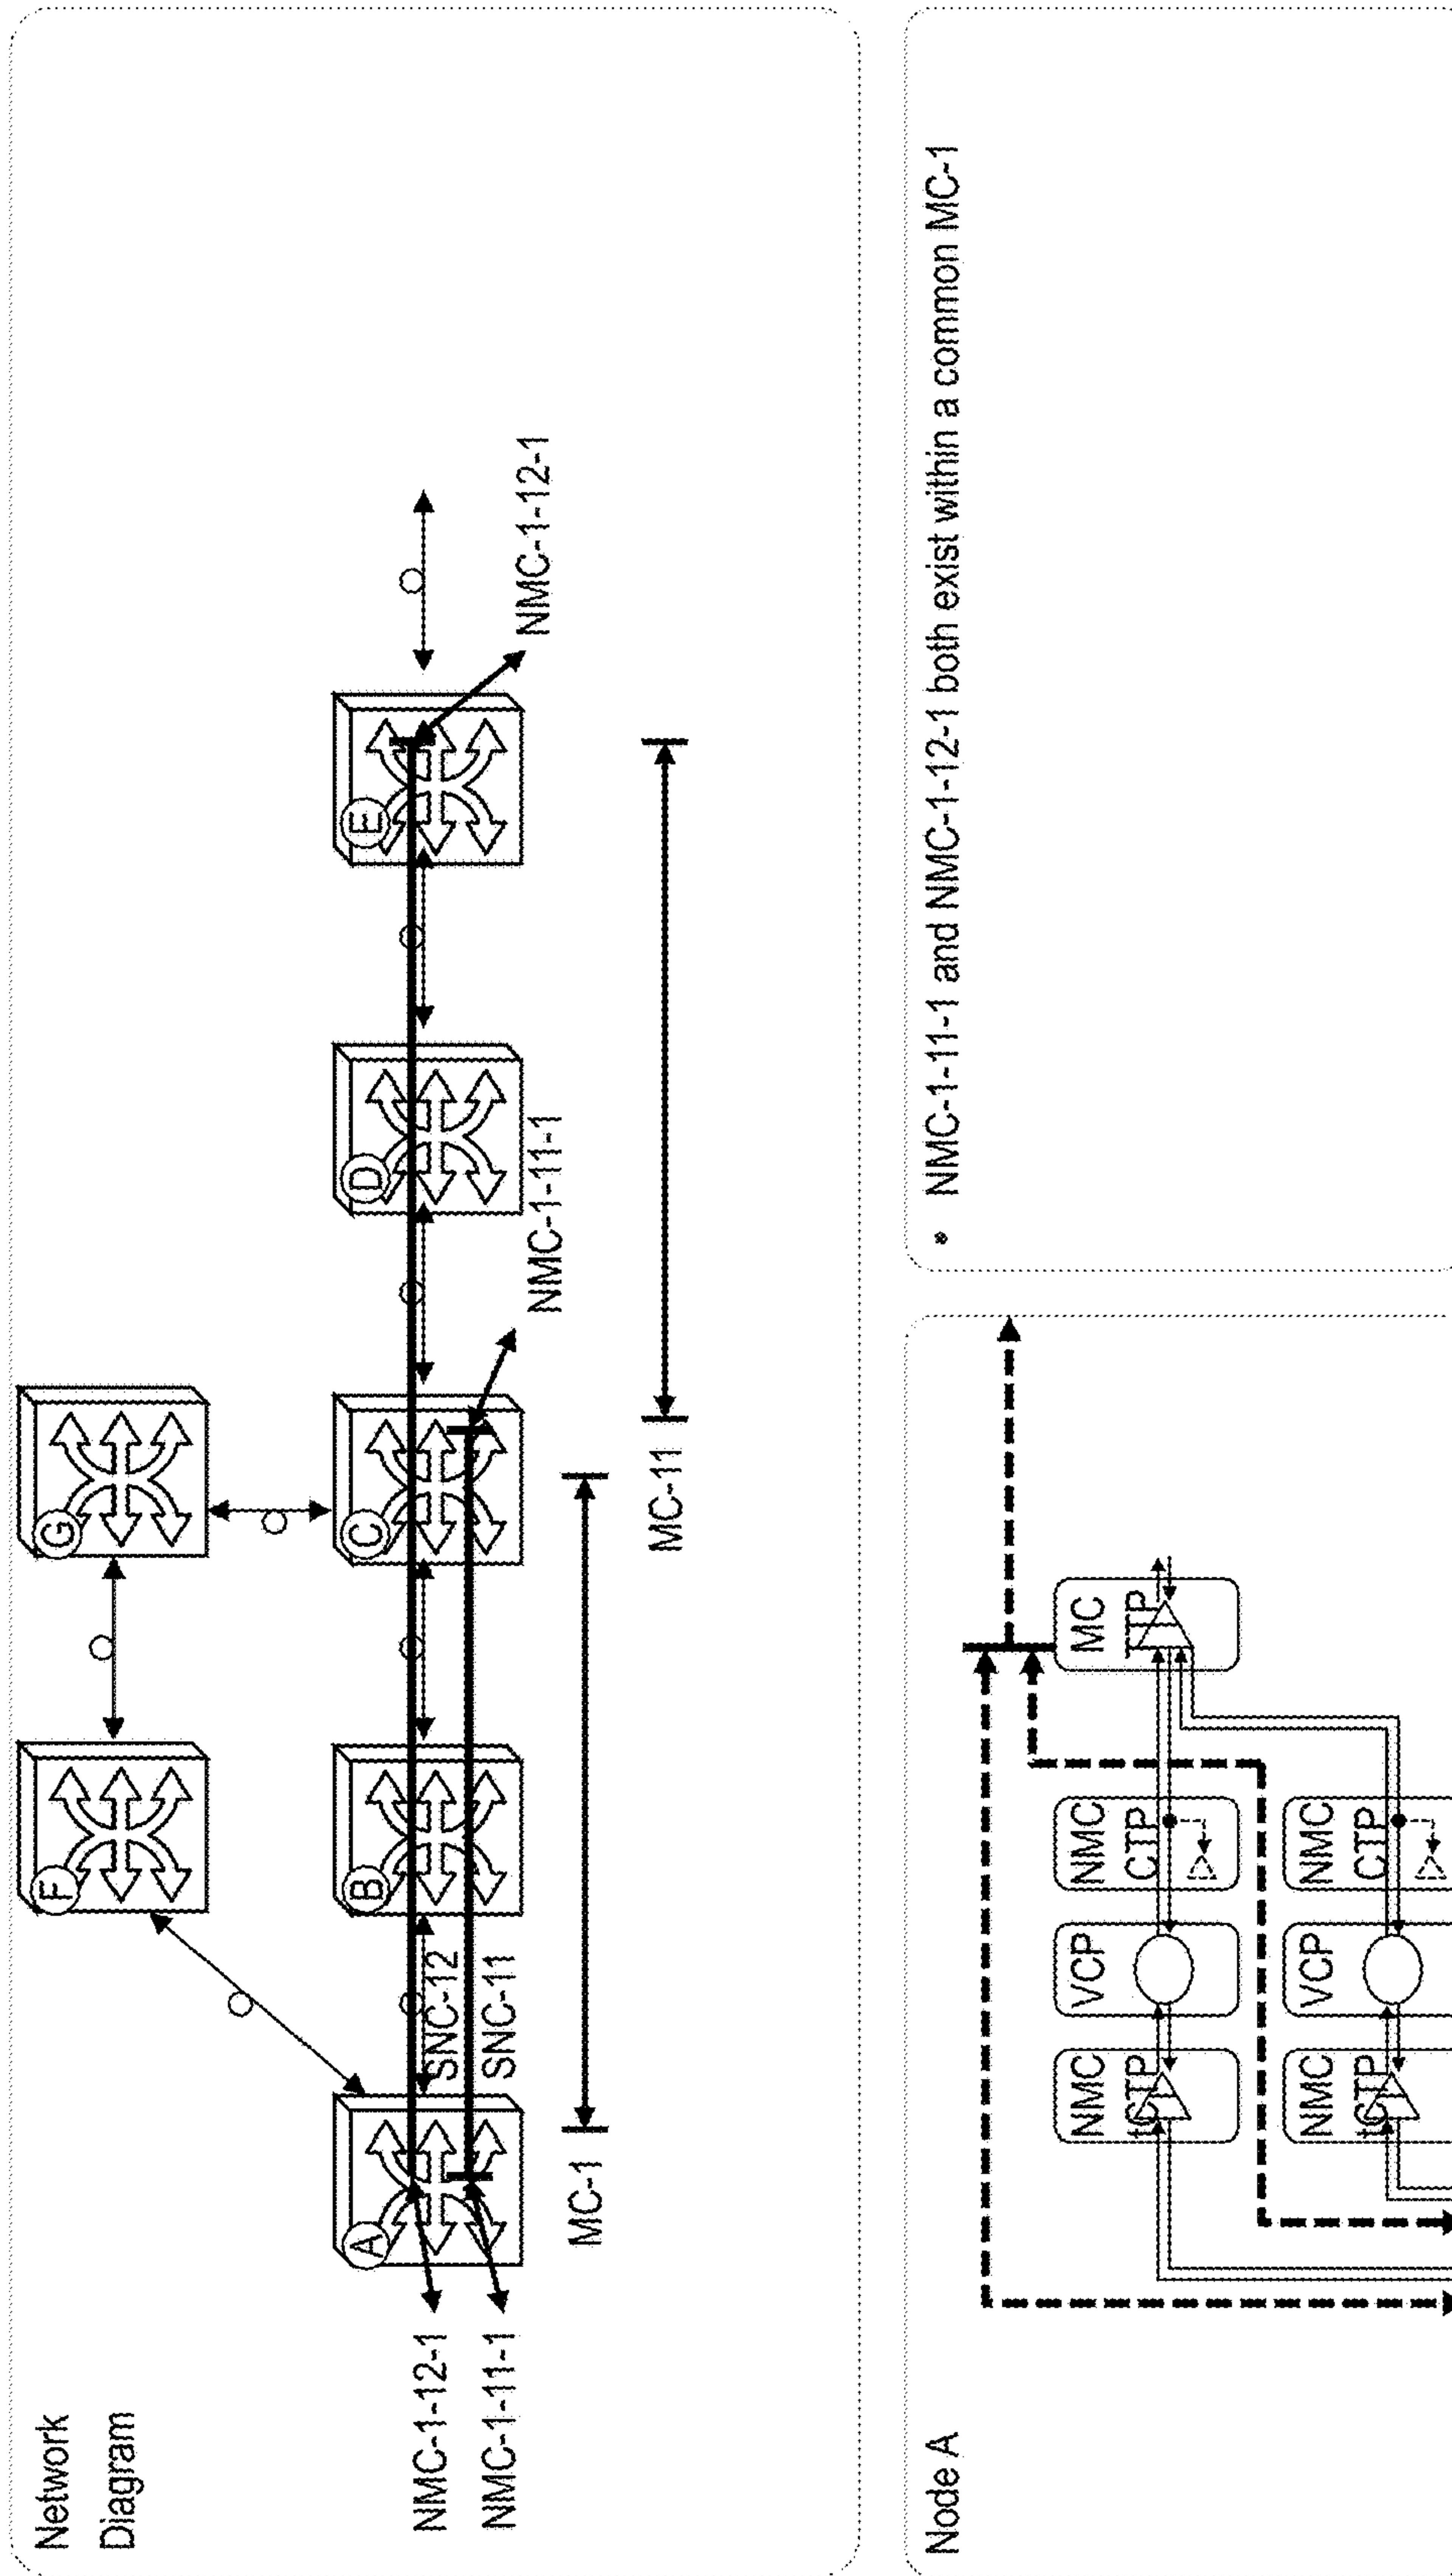 Network
Diagram
F
G
A
B
C
D
E
NMC-1-12-1
NMC-1-11-1
SNC-12
SNC-11
NMC-1-11-1
NMC-1-12-1
MC-1
MC-11
Node A
NMC
tCTP
VCP
NMC
CTP
MC
TTP
NMC
tCTP
VCP
NMC
CTP
• NMC-1-11-1 and NMC-1-12-1 both exist within a common MC-1